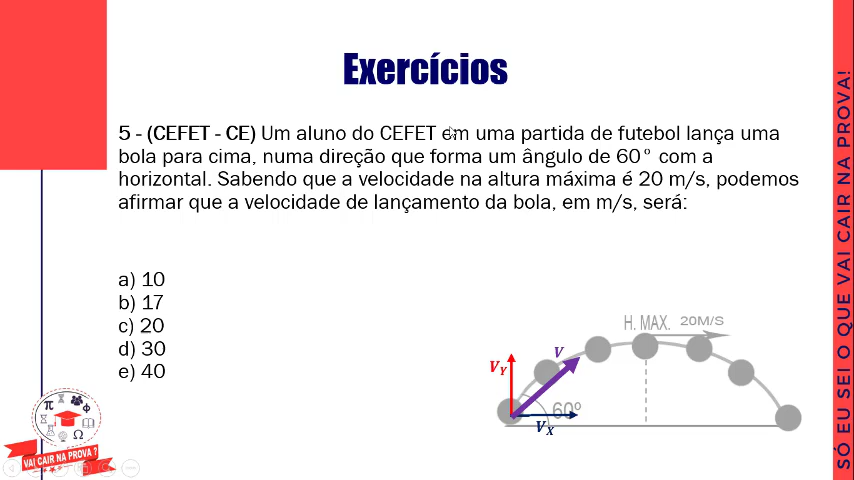 Exercícios
5 - (CEFET - CE) Um aluno do CEFET em uma partida de futebol lança uma
bola para cima, numa direção que forma um ângulo de 60° com a
horizontal. Sabendo que a velocidade na altura máxima é 20 m/s, podemos
afirmar que a velocidade de lançamento da bola, em m/s, será:
a) 10
b) 17
c) 20
d) 30
e) 40
H. MAX. 20M/S
V
VY
60º
VX
π Φ
Ω
VAI CAIR NA PROVA ?
SÓ EU SEI O QUE VAI CAIR NA PROVA!